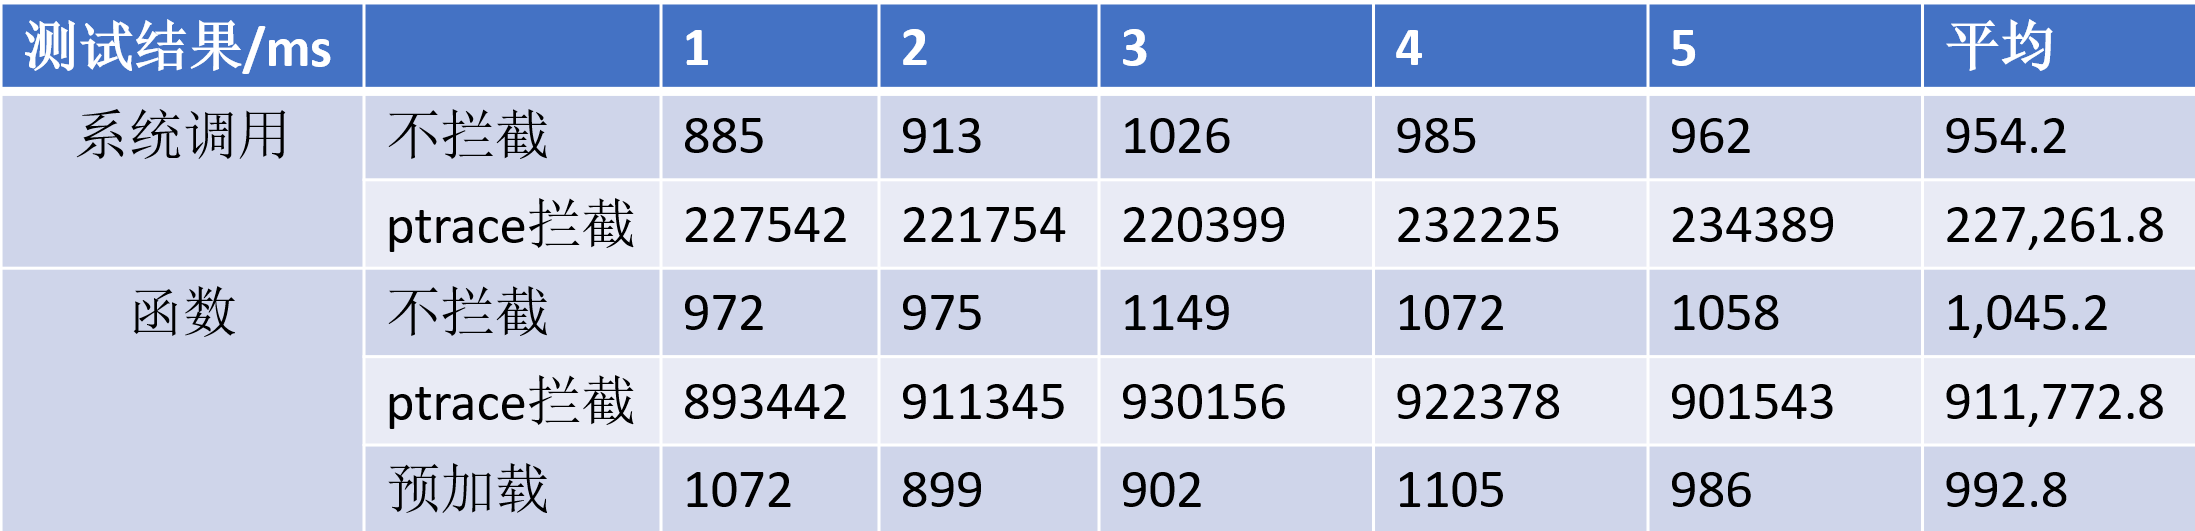 测试结果/ms 1 2 3 4 5 平均
系统调用 不拦截 885 913 1026 985 962 954.2
ptrace拦截 227542 221754 220399 232225 234389 227,261.8
函数 不拦截 972 975 1149 1072 1058 1,045.2
ptrace拦截 893442 911345 930156 922378 901543 911,772.8
预加载 1072 899 902 1105 986 992.8